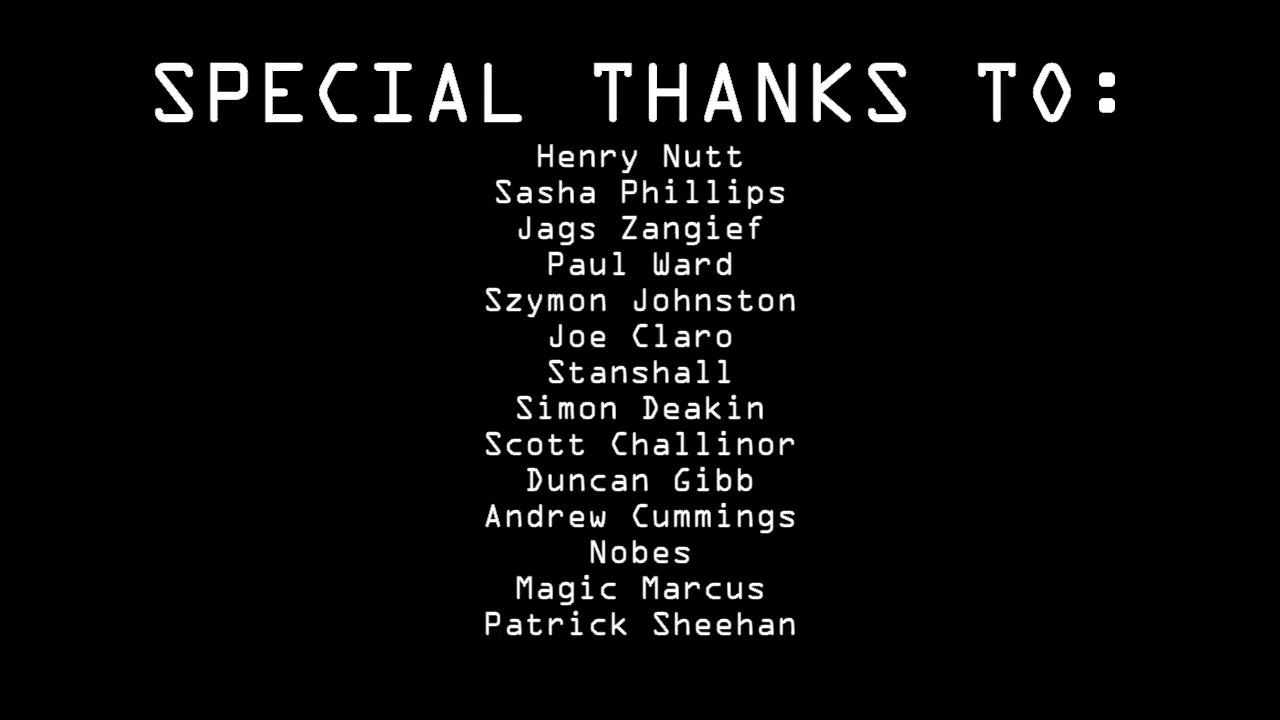 SPECIAL THANKS TO:
Henry Nutt
Sasha Phillips
Jags Zangief
Paul Ward
Szymon Johnston
Joe Claro
Stanshall
Simon Deakin
Scott Challinor
Duncan Gibb
Andrew Cummings
Nobes
Magic Marcus
Patrick Sheehan